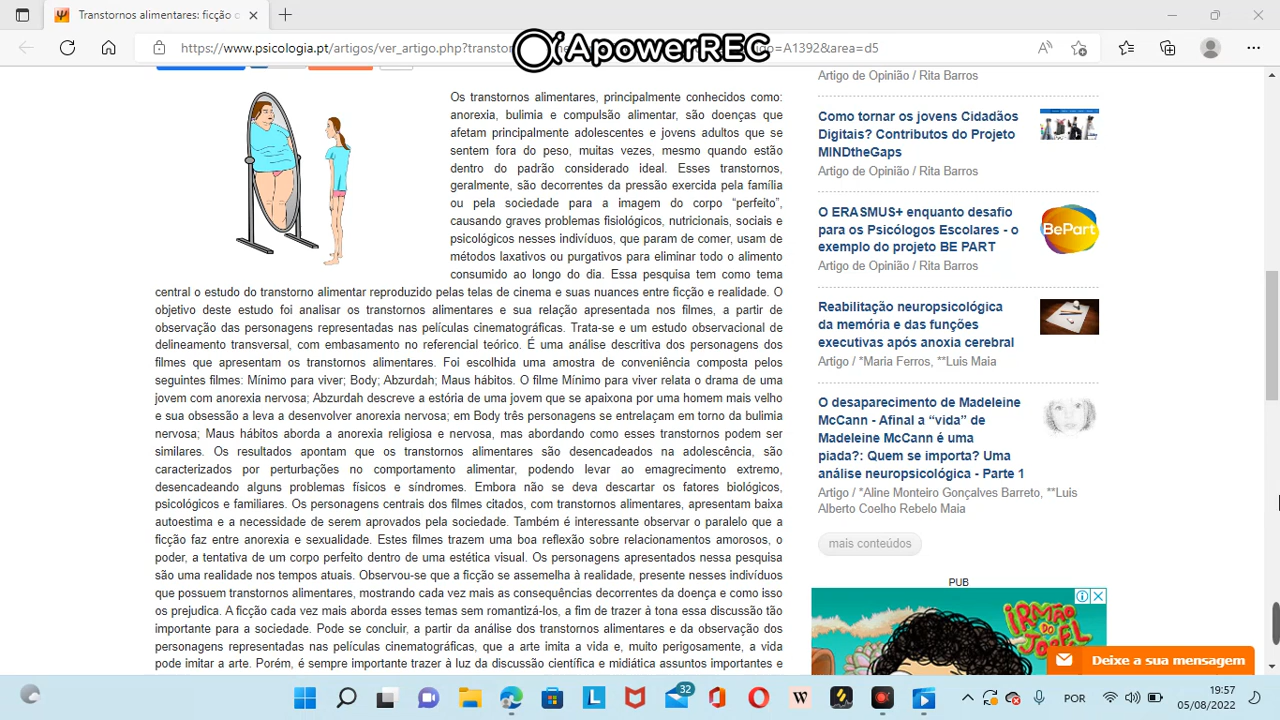 Transtornos alimentares: ficção c
https://www.psicologia.pt/artigos/ver_artigo.php?transto
ApowerREC
igo=A1392&area=d5
Os transtornos alimentares, principalmente conhecidos como:
anorexia, bulimia e compulsão alimentar, são doenças que
afetam principalmente adolescentes e jovens adultos que se
sentem fora do peso, muitas vezes, mesmo quando estão
dentro do padrão considerado ideal. Esses transtornos,
geralmente, são decorrentes da pressão exercida pela família
ou pela sociedade para a imagem do corpo “perfeito”,
causando graves problemas fisiológicos, nutricionais, sociais e
psicológicos nesses indivíduos, que param de comer, usam de
métodos laxativos ou purgativos para eliminar todo o alimento
consumido ao longo do dia. Essa pesquisa tem como tema
central o estudo do transtorno alimentar reproduzido pelas telas de cinema e suas nuances entre ficção e realidade. O
objetivo deste estudo foi analisar os transtornos alimentares e sua relação apresentada nos filmes, a partir de
observação das personagens representadas nas películas cinematográficas. Trata-se e um estudo observacional de
delineamento transversal, com embasamento no referencial teórico. É uma análise descritiva dos personagens dos
filmes que apresentam os transtornos alimentares. Foi escolhida uma amostra de conveniência composta pelos
seguintes filmes: Mínimo para viver; Body; Abzurdah; Maus hábitos. O filme Mínimo para viver relata o drama de uma
jovem com anorexia nervosa; Abzurdah descreve a estória de uma jovem que se apaixona por uma homem mais velho
e sua obsessão a leva a desenvolver anorexia nervosa; em Body três personagens se entrelaçam em torno da bulimia
nervosa; Maus hábitos aborda a anorexia religiosa e nervosa, mas abordando como esses transtornos podem ser
similares. Os resultados apontam que os transtornos alimentares são desencadeados na adolescência, são
caracterizados por perturbações no comportamento alimentar, podendo levar ao emagrecimento extremo,
desencadeando alguns problemas físicos e síndromes. Embora não se deva descartar os fatores biológicos,
psicológicos e familiares. Os personagens centrais dos filmes citados, com transtornos alimentares, apresentam baixa
autoestima e a necessidade de serem aprovados pela sociedade. Também é interessante observar o paralelo que a
ficção faz entre anorexia e sexualidade. Estes filmes trazem uma boa reflexão sobre relacionamentos amorosos, o
poder, a tentativa de um corpo perfeito dentro de uma estética visual. Os personagens apresentados nessa pesquisa
são uma realidade nos tempos atuais. Observou-se que a ficção se assemelha à realidade, presente nesses indivíduos
que possuem transtornos alimentares, mostrando cada vez mais as consequências decorrentes da doença e como isso
os prejudica. A ficção cada vez mais aborda esses temas sem romantizá-los, a fim de trazer à tona essa discussão tão
importante para a sociedade. Pode se concluir, a partir da análise dos transtornos alimentares e da observação dos
personagens representadas nas películas cinematográficas, que a arte imita a vida e, muito perigosamente, a vida
pode imitar a arte. Porém, é sempre importante trazer à luz da discussão científica e midiática assuntos importantes e
Artigo de Opinião / Rita Barros
Como tornar os jovens Cidadãos
Digitais? Contributos do Projeto
MINDtheGaps
Artigo de Opinião / Rita Barros
O ERASMUS+ enquanto desafio
para os Psicólogos Escolares - o
exemplo do projeto BE PART
Artigo de Opinião / Rita Barros
BePart
Reabilitação neuropsicológica
da memória e das funções
executivas após anoxia cerebral
Artigo / *Maria Ferros, **Luis Maia
O desaparecimento de Madeleine
McCann - Afinal a “vida” de
Madeleine McCann é uma
piada?: Quem se importa? Uma
análise neuropsicológica - Parte 1
Artigo / *Aline Monteiro Gonçalves Barreto, **Luis
Alberto Coelho Rebelo Maia
mais conteúdos
PUB
iRMÃO
DO
JOREL
Deixe a sua mensagem
32
POR
19:57
05/08/2022